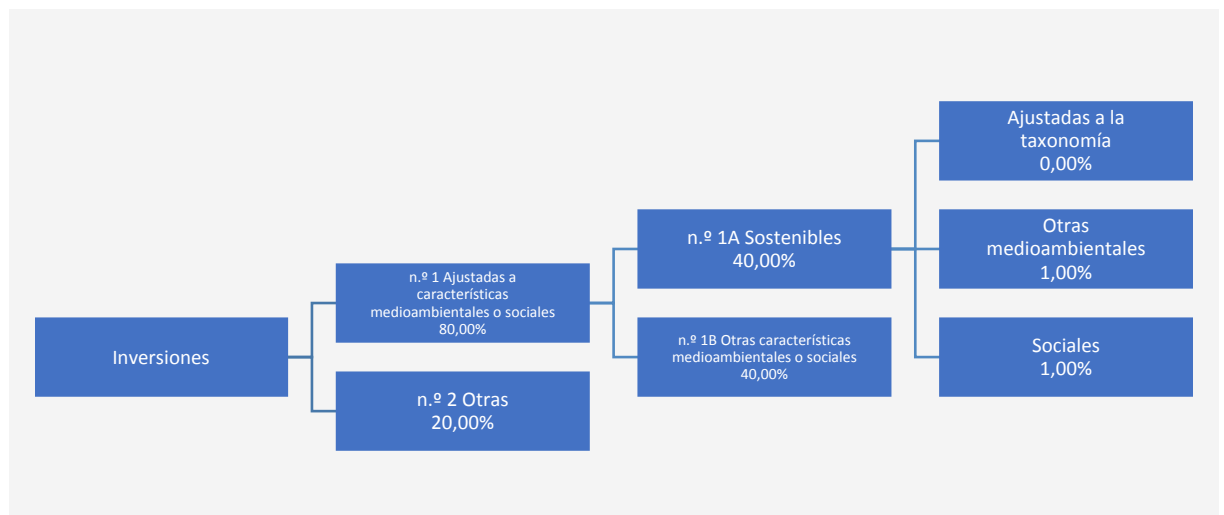 Inversiones
n.º 1 Ajustadas a
características
medioambientales o sociales
80,00%
n.º 2 Otras
20,00%
n.º 1A Sostenibles
40,00%
n.º 1B Otras características
medioambientales o sociales
40,00%
Ajustadas a la
taxonomía
0,00%
Otras
medioambientales
1,00%
Sociales
1,00%